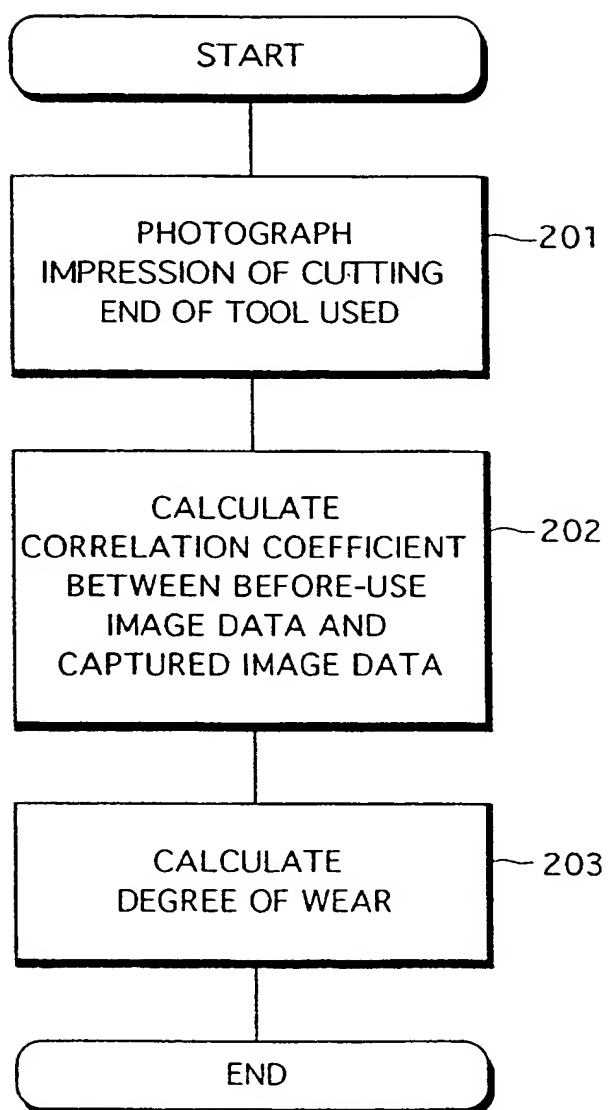 START
PHOTOGRAPH
IMPRESSION OF CUTTING
END OF TOOL USED
201
CALCULATE
CORRELATION COEFFICIENT
BETWEEN BEFORE-USE
IMAGE DATA AND
CAPTURED IMAGE DATA
202
CALCULATE
DEGREE OF WEAR
203
END